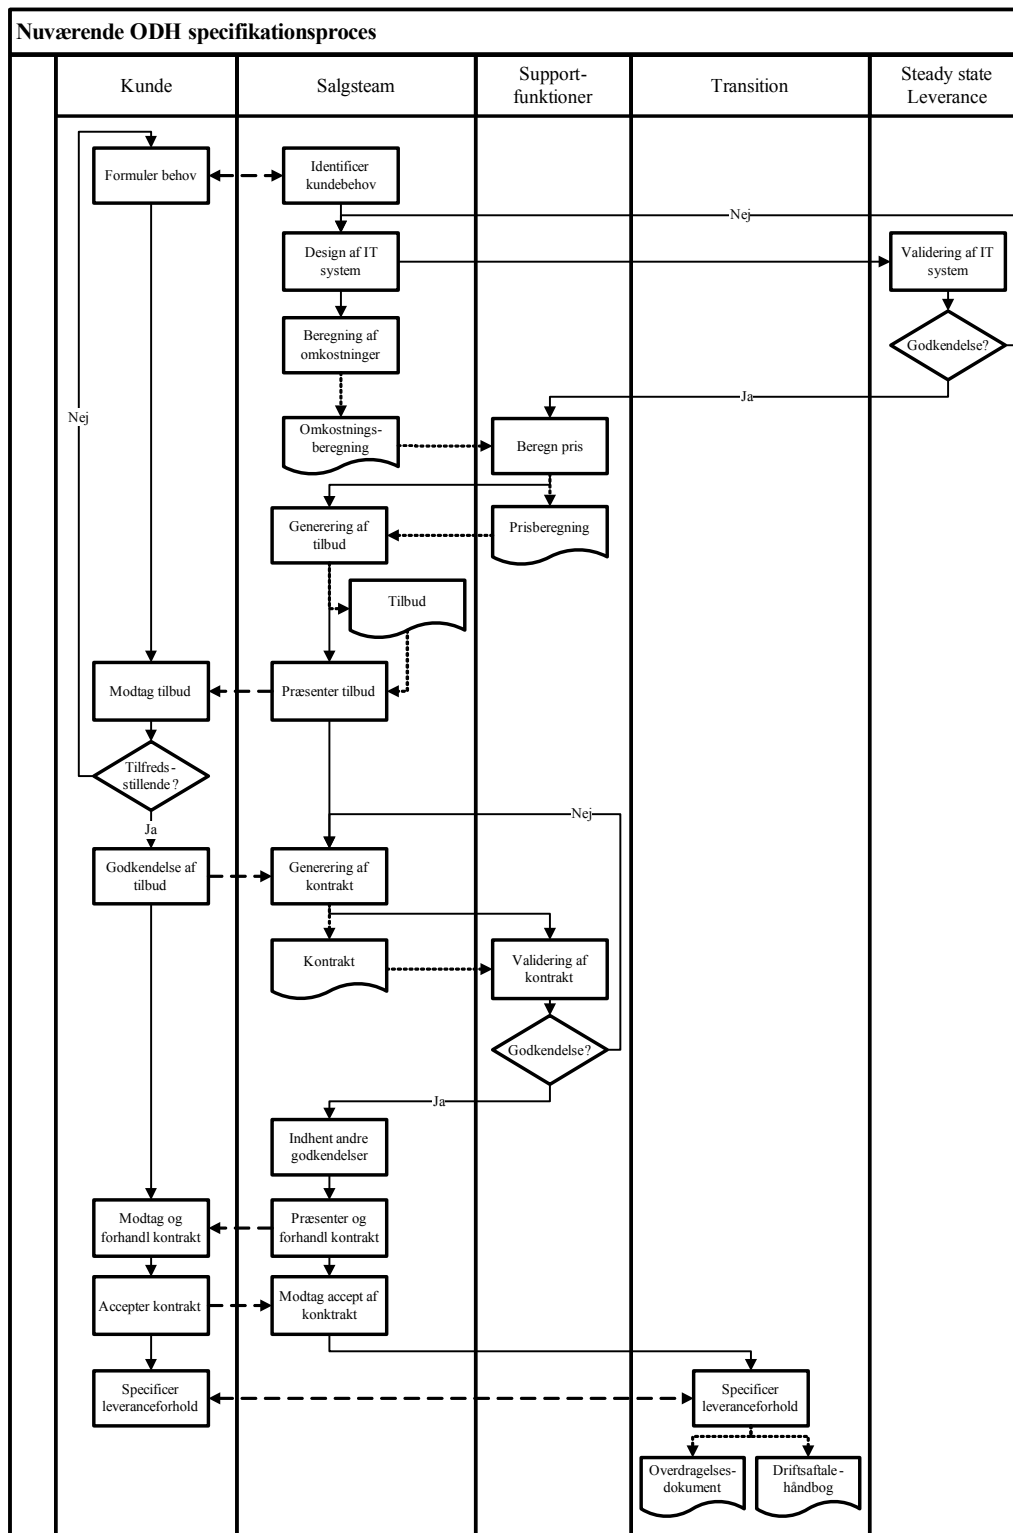 Nuværende ODH specifikationsproces
Kunde
Salgsteam
Support-
funktioner
Transition
Steady state
Leverance
Formuler behov
Identificer
kundebehov
Nej
Design af IT
system
Validering af IT
system
Beregning af
omkostninger
Godkendelse?
Ja
Nej
Omkostnings-
beregning
Beregn pris
Generering af
tilbud
Prisberegning
Tilbud
Modtag tilbud
Præsenter tilbud
Tilfreds-
stillende?
Ja
Nej
Godkendelse af
tilbud
Generering af
kontrakt
Kontrakt
Validering af
kontrakt
Godkendelse?
Ja
Indhent andre
godkendelser
Modtag og
forhandl kontrakt
Præsenter og
forhandl kontrakt
Accepter kontrakt
Modtag accept af
konktrakt
Specificer
leveranceforhold
Specificer
leveranceforhold
Overdragelses-
dokument
Driftsaftale-
håndbog